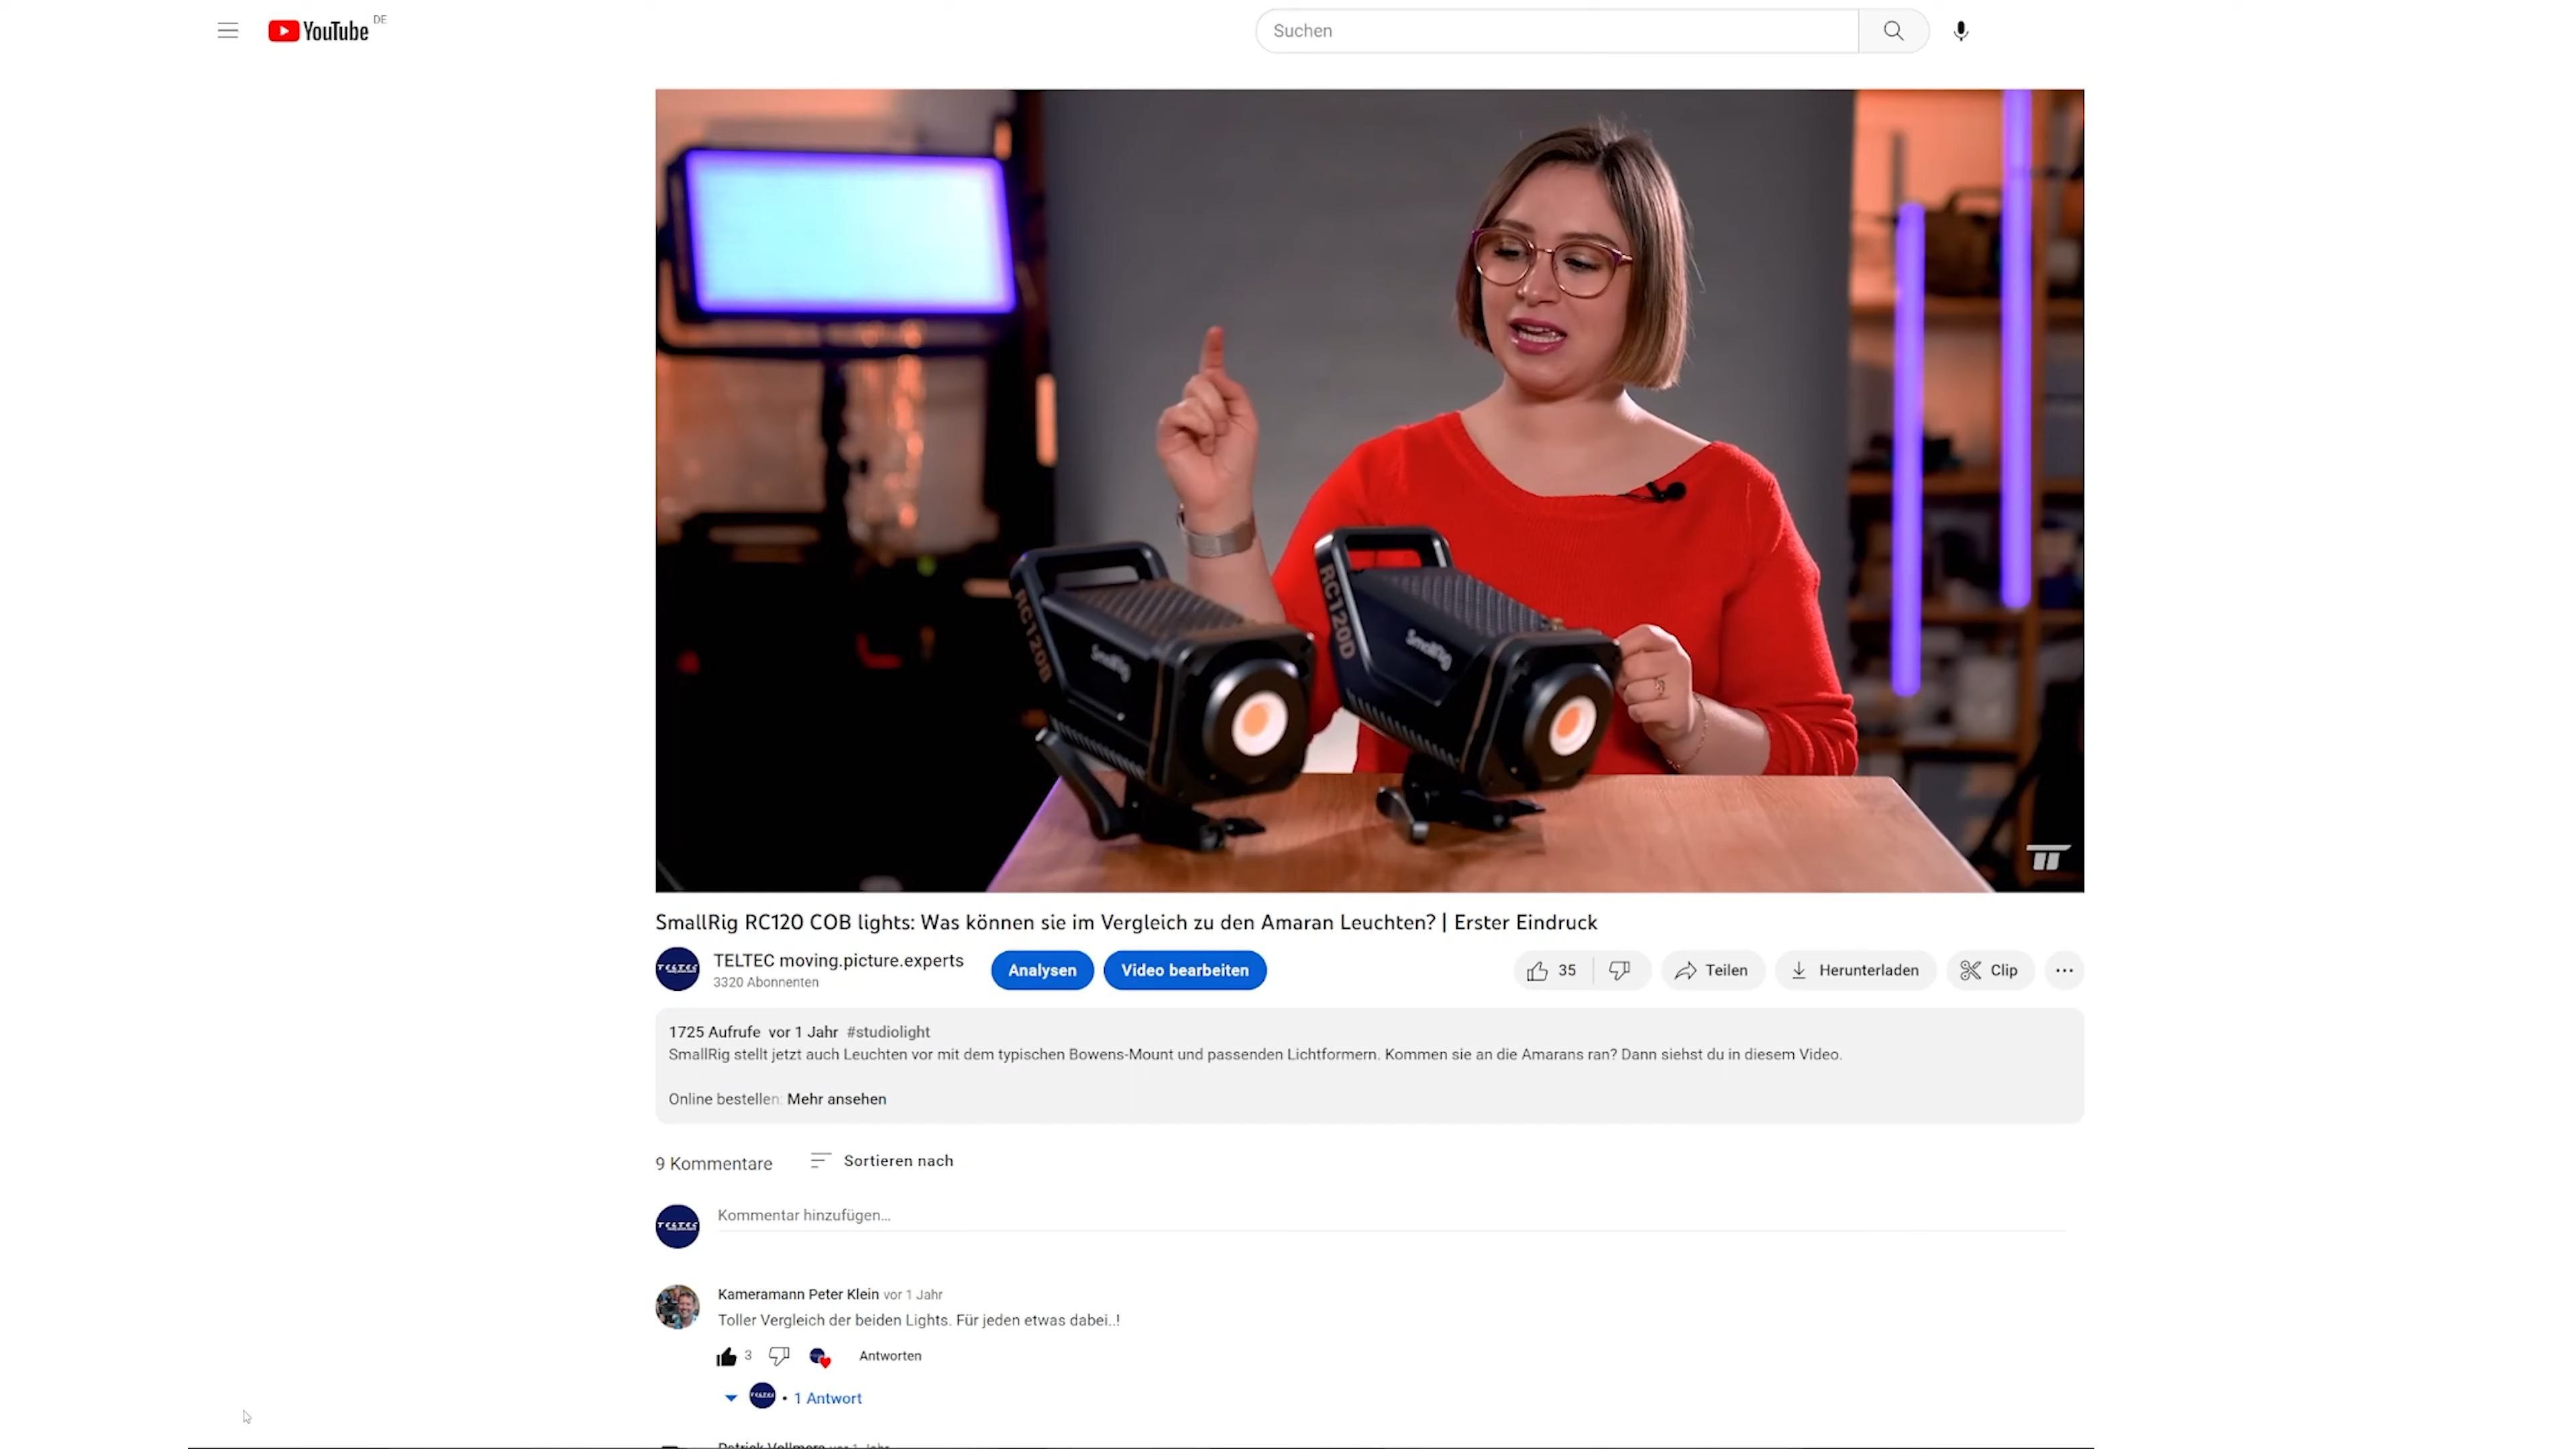 YouTube DE
Suchen
RC120B
SmallRig
RC120D
SmallRig
SmallRig RC120 COB lights: Was können sie im Vergleich zu den Amaran Leuchten? | Erster Eindruck
TELTEC
TELTEC moving.picture.experts
3320 Abonnenten
Analysen
Video bearbeiten
35
Teilen
Herunterladen
Clip
1725 Aufrufe vor 1 Jahr #studiolight
SmallRig stellt jetzt auch Leuchten vor mit dem typischen Bowens-Mount und passenden Lichtformern. Kommen sie an die Amarans ran? Dann siehst du in diesem Video.
Online bestellen: Mehr ansehen
9 Kommentare
Sortieren nach
TELTEC
Kommentar hinzufügen...
Kameramann Peter Klein vor 1 Jahr
Toller Vergleich der beiden Lights. Für jeden etwas dabei..!
3
Antworten
TELTEC
• 1 Antwort